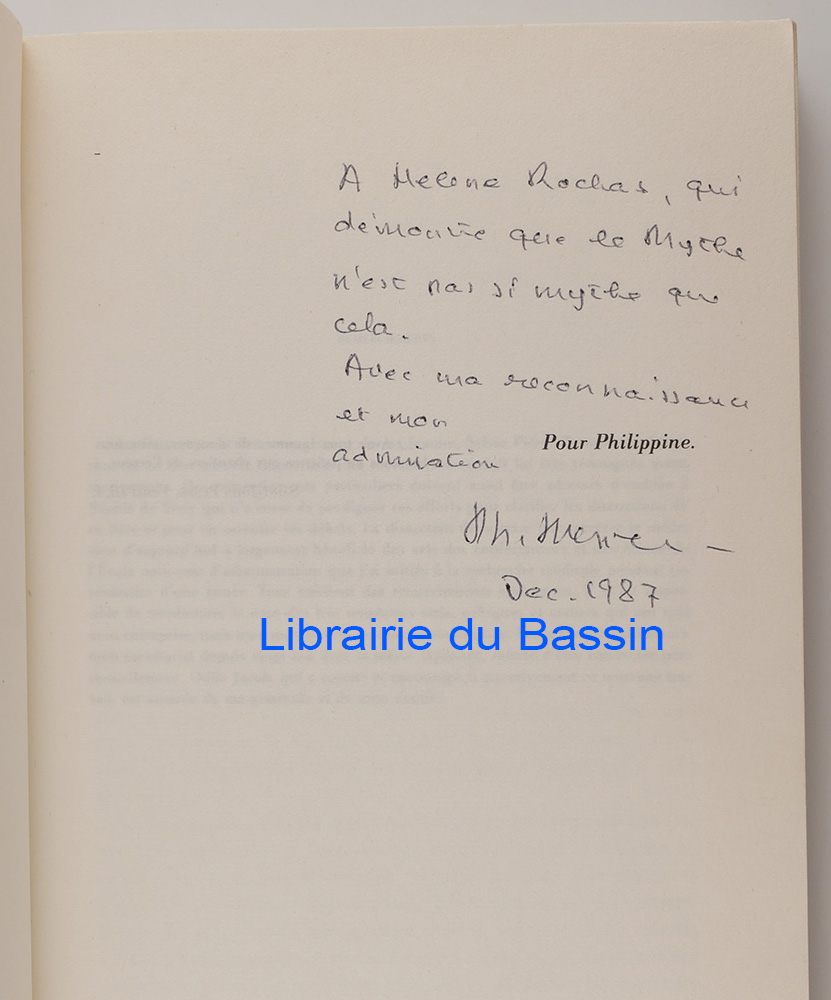 A Helene Rochas, qui
démontre que le Mythe
n'est pas si mythe que
cela.
Avec ma reconnaissance
et mon
admiration
Pour Philippine.
Dec. 1987
Librairie du Bassin